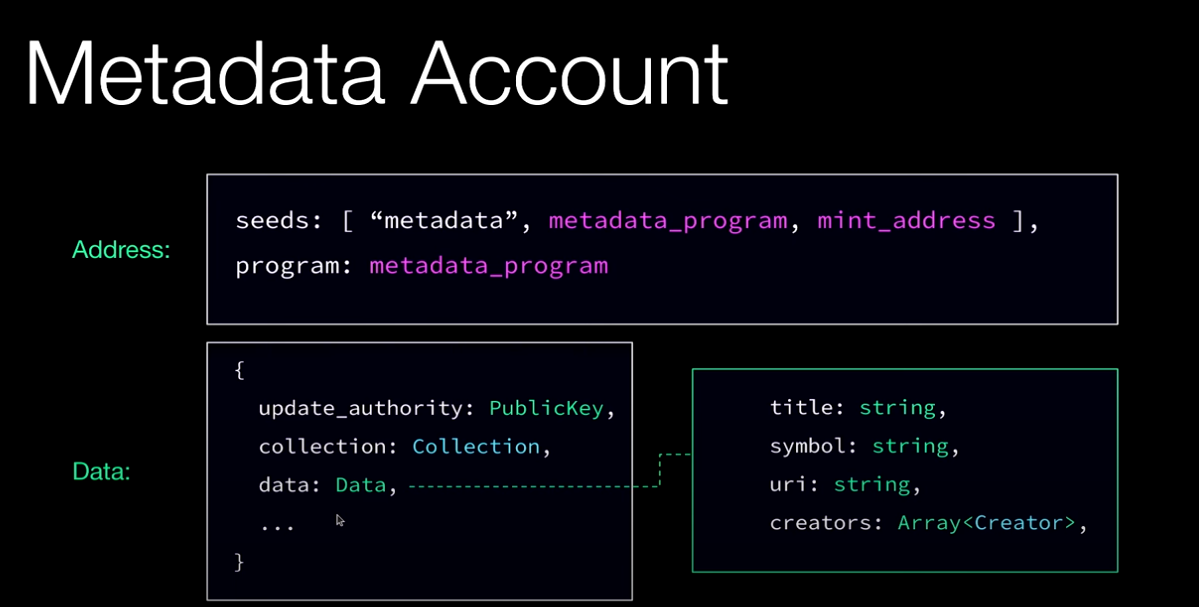 Metadata Account
Address:
seeds: [ “metadata”, metadata_program, mint_address ],
program: metadata_program
Data:
{
update_authority: PublicKey,
collection: Collection,
data: Data,
...
}
title: string,
symbol: string,
uri: string,
creators: Array<Creator>,